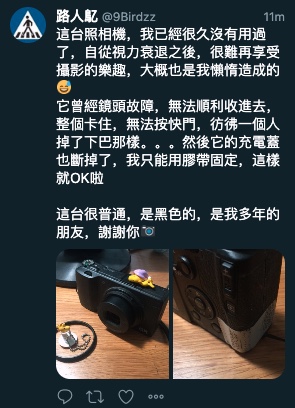 路人鬽 @9Birdzz 11m
這台照相機，我已經很久沒有用過
了，自從視力衰退之後，很難再享受
攝影的樂趣，大概也是我懶惰造成的
😅
它曾經鏡頭故障，無法順利收進去，
整個卡住，無法按快門，彷彿一個人
掉了下巴那樣。。。然後它的充電蓋
也斷掉了，我只能用膠帶固定，這樣
就OK啦
這台很普通，是黑色的，是我多年的
朋友，謝謝你📷